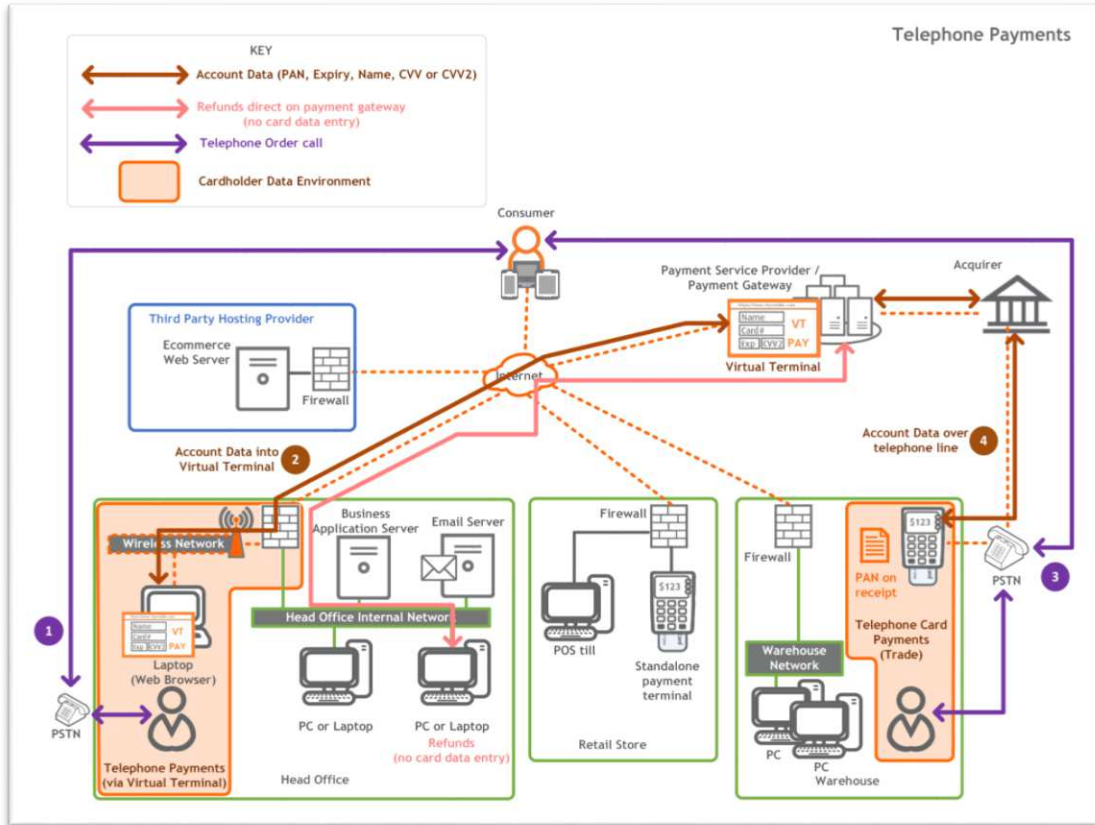 Telephone Payments
KEY
Account Data (PAN, Expiry, Name, CVV or CVV2)
Refunds direct on payment gateway
(no card data entry)
Telephone Order call
Cardholder Data Environment
Consumer
Payment Service Provider /
Payment Gateway
Acquirer
Third Party Hosting Provider
Ecommerce
Web Server
Firewall
Internet
Name
Card#
Exp CVV2
VT
PAY
Virtual Terminal
Account Data into
Virtual Terminal
2
Account Data over
telephone line
4
Wireless Network
Business
Application Server
Email Server
Head Office Internal Network
Name
Card#
Exp CVV2
VT
PAY
Laptop
(Web Browser)
1
PSTN
Telephone Payments
(via Virtual Terminal)
PC or Laptop
PC or Laptop
Refunds
(no card data entry)
Head Office
Firewall
$123
POS till
Standalone
payment
terminal
Retail Store
Firewall
Warehouse
Network
PC
PC
Warehouse
$123
PAN on
receipt
Telephone Card
Payments
(Trade)
PSTN
3